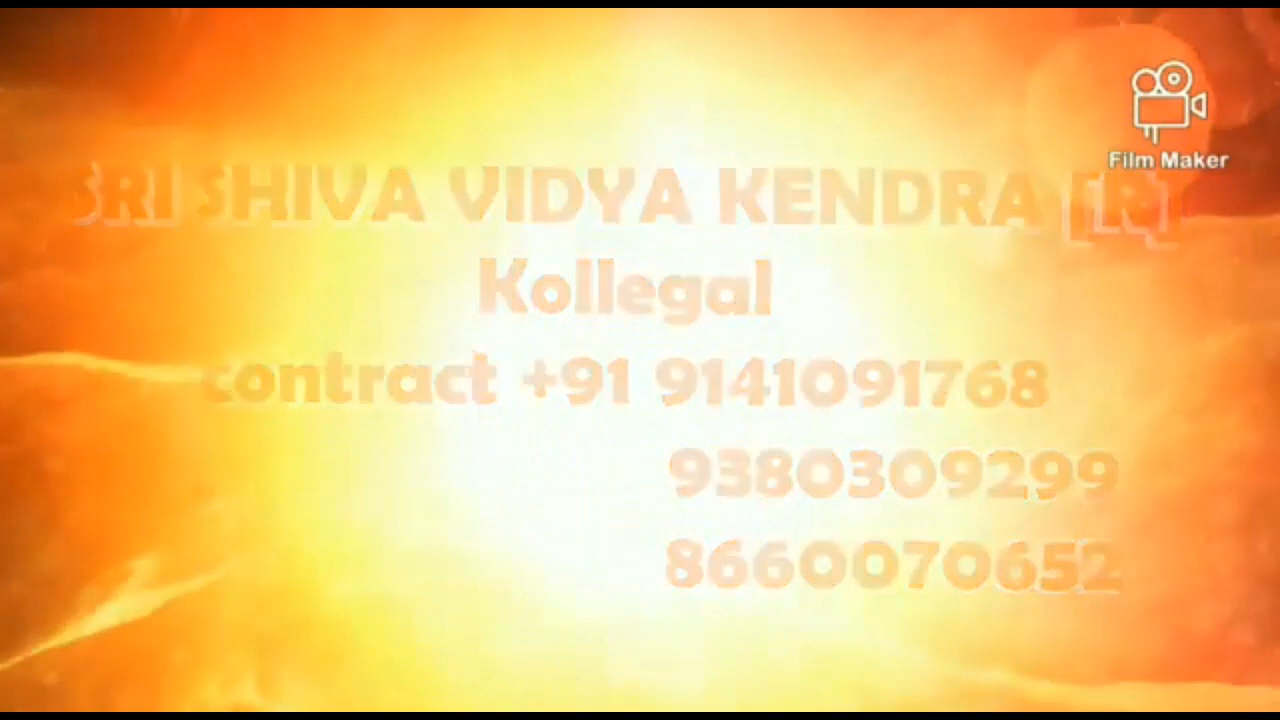 Film Maker
SRI SHIVA VIDYA KENDRA [R]
Kollegal
contract +91 9141091768
9380309299
8660070652